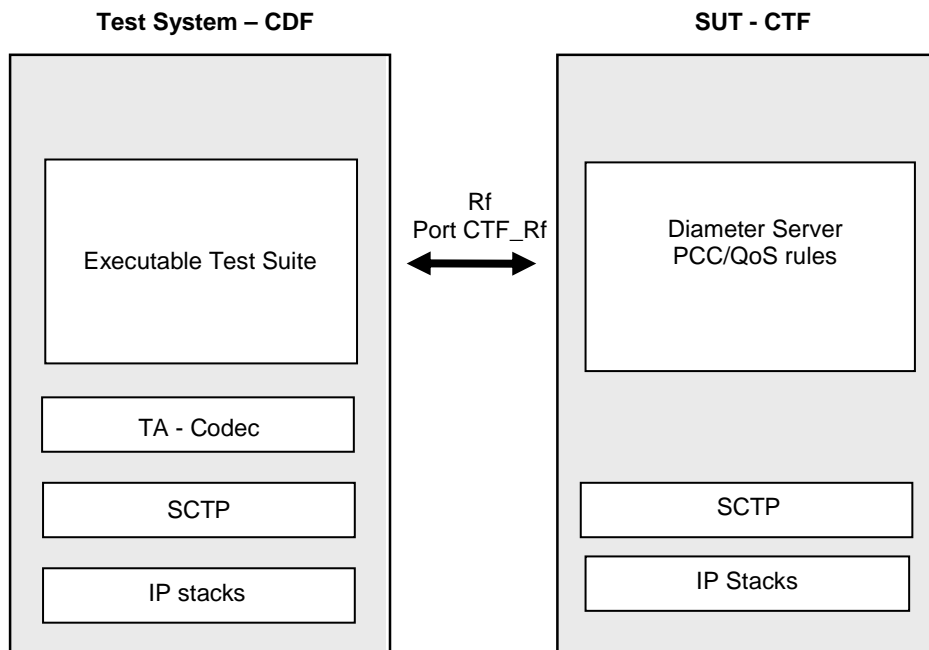 Test System – CDF
SUT - CTF
Executable Test Suite
TA - Codec
SCTP
IP stacks
Rf
Port CTF_Rf
Diameter Server
PCC/QoS rules
SCTP
IP Stacks